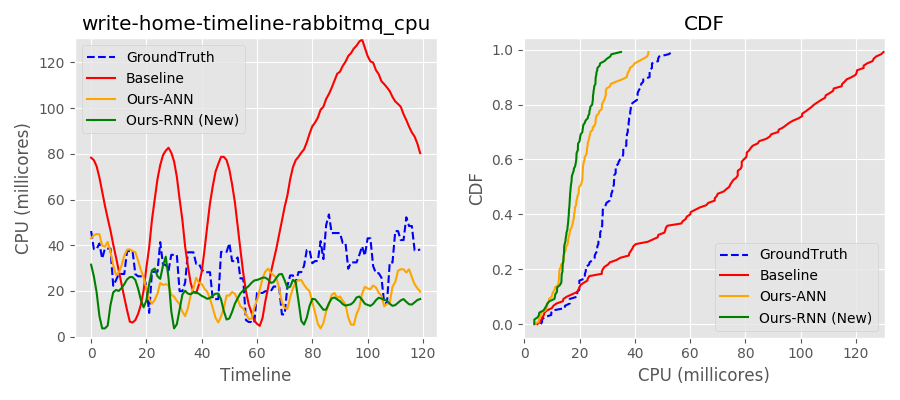 write-home-timeline-rabbitmq_cpu
CPU (millicores)
120
100
80
60
40
20
0
GroundTruth
Baseline
Ours-ANN
Ours-RNN (New)
0 20 40 60 80 100 120
Timeline
CDF
CDF
1.0
0.8
0.6
0.4
0.2
0.0
GroundTruth
Baseline
Ours-ANN
Ours-RNN (New)
0 20 40 60 80 100 120
CPU (millicores)